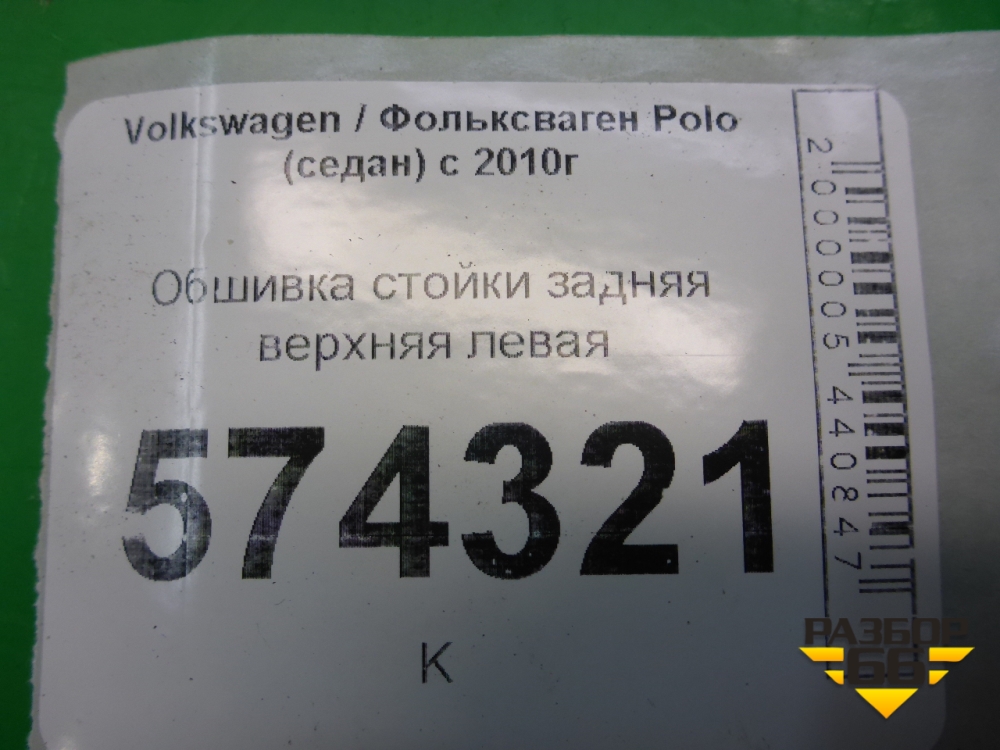 Volkswagen / Фольксваген Polo
(седан) с 2010г
Обшивка стойки задняя
верхняя левая
574321
К
2000005440847
РАЗБОР
66